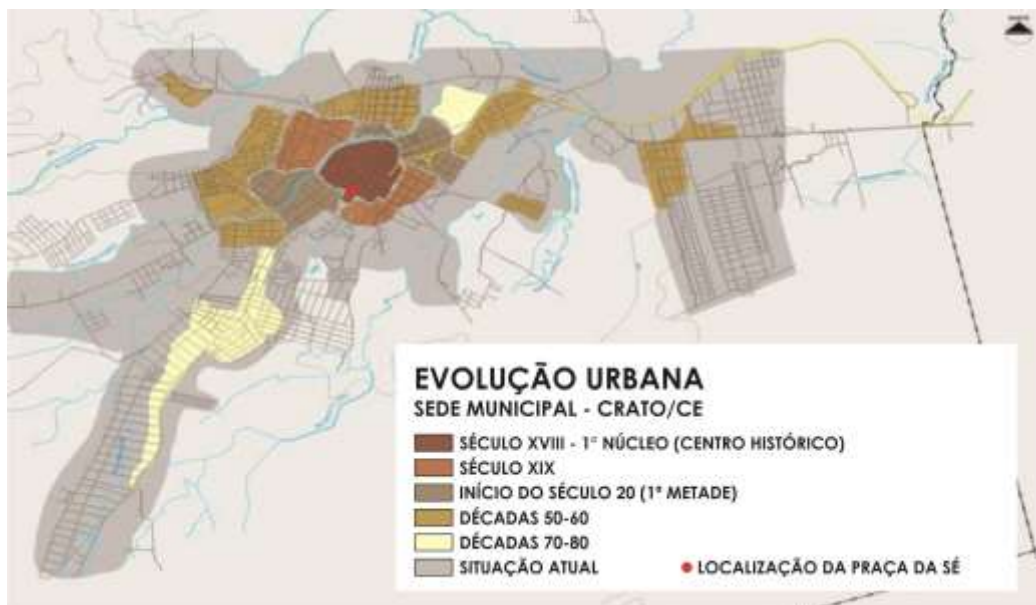 EVOLUÇÃO URBANA
SEDE MUNICIPAL - CRATO/CE
SÉCULO XVIII - 1º NÚCLEO (CENTRO HISTÓRICO)
SÉCULO XIX
INÍCIO DO SÉCULO 20 (1ª METADE)
DÉCADAS 50-60
DÉCADAS 70-80
SITUAÇÃO ATUAL
LOCALIZAÇÃO DA PRAÇA DA SÉ